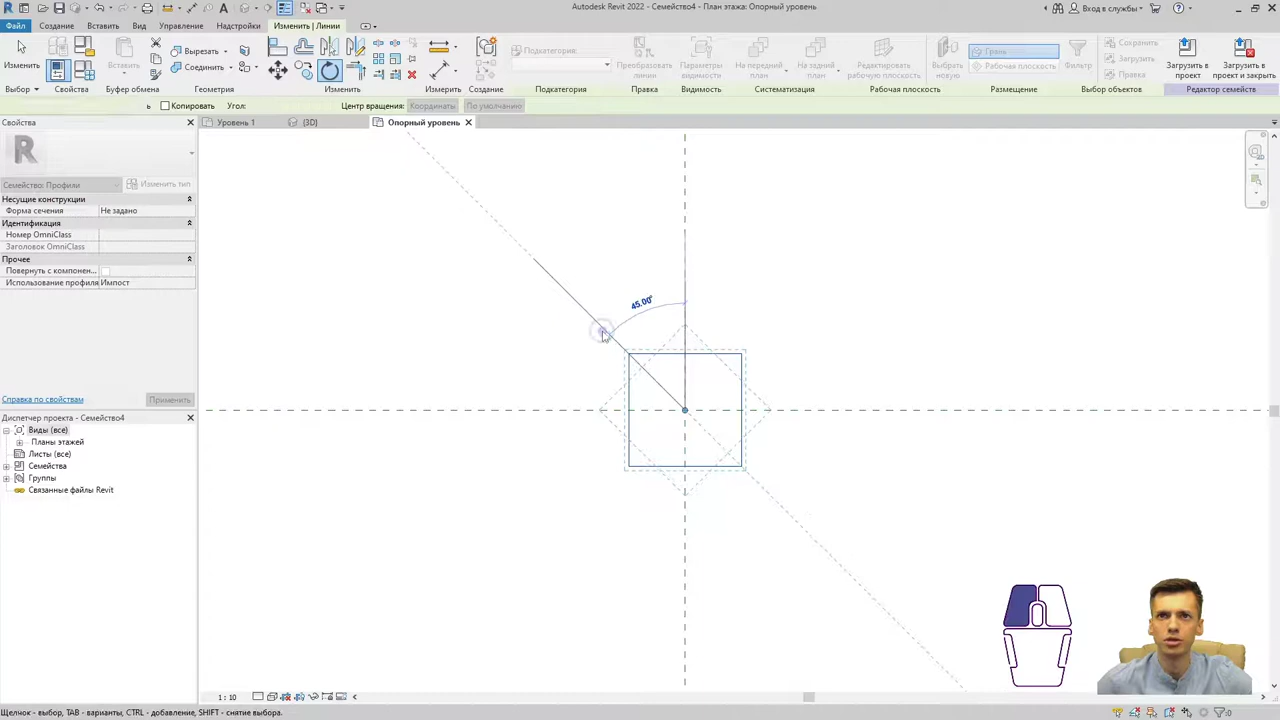 Autodesk Revit 2022 - Семейство4 - План этажа: Опорный уровень
Вход в службы
Файл
Создание
Вставить
Вид
Управление
Настройки
Изменить | Линии
Изменить
Вырезать
Соединить
Вставить
Подкатегория:
Преобразовать линии
Параметры видимости
На передний план
На задний план
Редактировать рабочую плоскость
Выбрать новую
Грань
Рабочая плоскость
Фильтр
Сохранить
Загрузить
Правка
Загрузить в проект
Загрузить в проект и закрыть
Выбор
Свойства
Буфер обмена
Геометрия
Изменить
Измерить
Создание
Подкатегория
Правка
Видимость
Систематизация
Рабочая плоскость
Размещение
Выбор объектов
Редактор семейств
Копировать
Угол:
Центр вращения:
Координаты
По умолчанию
Свойства
Уровень 1
{3D}
Опорный уровень
R
Семейство: Профили
Изменить тип
Несущие конструкции
Форма сечения
Не задано
Идентификация
Номер OmniClass
Заголовок OmniClass
Прочее
Повернуть с компонен...
Использование профиля
Импост
Справка по свойствам
Применить
Диспетчер проекта - Семейство4
Виды (все)
Планы этажей
Листы (все)
Семейства
Группы
Связанные файлы Revit
45.00°
1 : 10
Щелчок - выбор, TAB - варианты, CTRL - добавление, SHIFT - снятие выбора.
:0